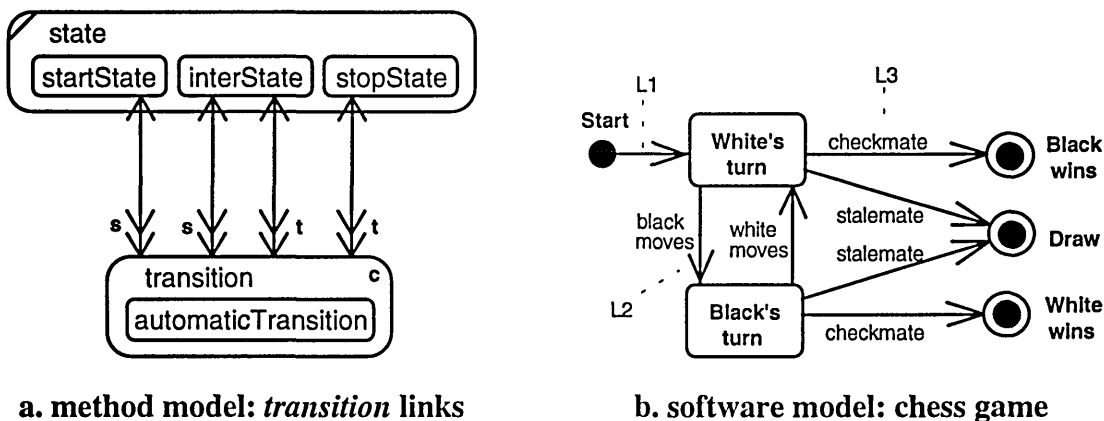 state
startState interState stopState
s s t t
transition c
automaticTransition
a. method model: transition links
L1 L3
Start
White's
turn
checkmate
Black
wins
black
moves
white
moves
stalemate
stalemate
Draw
L2
Black's
turn
checkmate
White
wins
b. software model: chess game